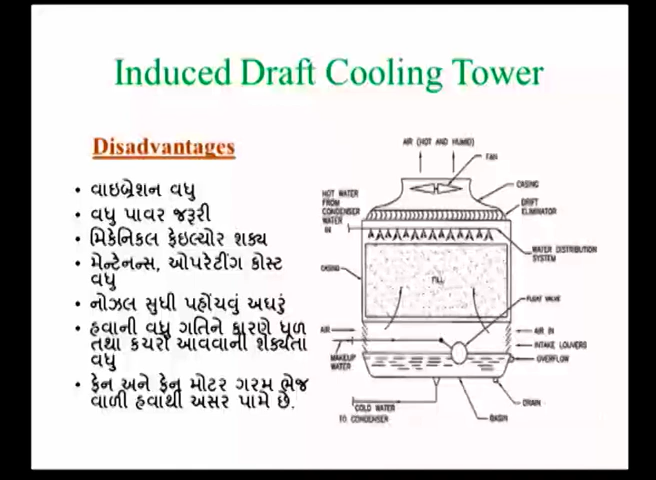 Induced Draft Cooling Tower
Disadvantages
• વાઇબ્રેશન વધુ
• વધુ પાવર જરૂરી
• મિકેનિકલ ફેઇલ્યોર શક્ય
• મેન્ટેનન્સ, ઓપરેટીંગ કોસ્ટ
વધુ
• નોઝલ સુધી પહોંચવું અઘરું
• હવાની વધુ ગતિને કારણે ધૂળ
તથા કચરો આવવાની શક્યતા
વધુ
• ફેન અને ફેન મોટર ગરમ ભેજ
વાળી હવાથી અસર પામે છે.
AIR (HOT AND HUMID)
FAN
CASING
HOT WATER
FROM
CONDENSER
WATER
IN
DRIFT
ELIMINATOR
WATER DISTRIBUTION
SYSTEM
CASING
FILL
FLOAT VALVE
AIR
AIR IN
INTAKE LOUVERS
MAKEUP
WATER
OVERFLOW
DRAIN
COLD WATER
TO CONDENSER
BASIN